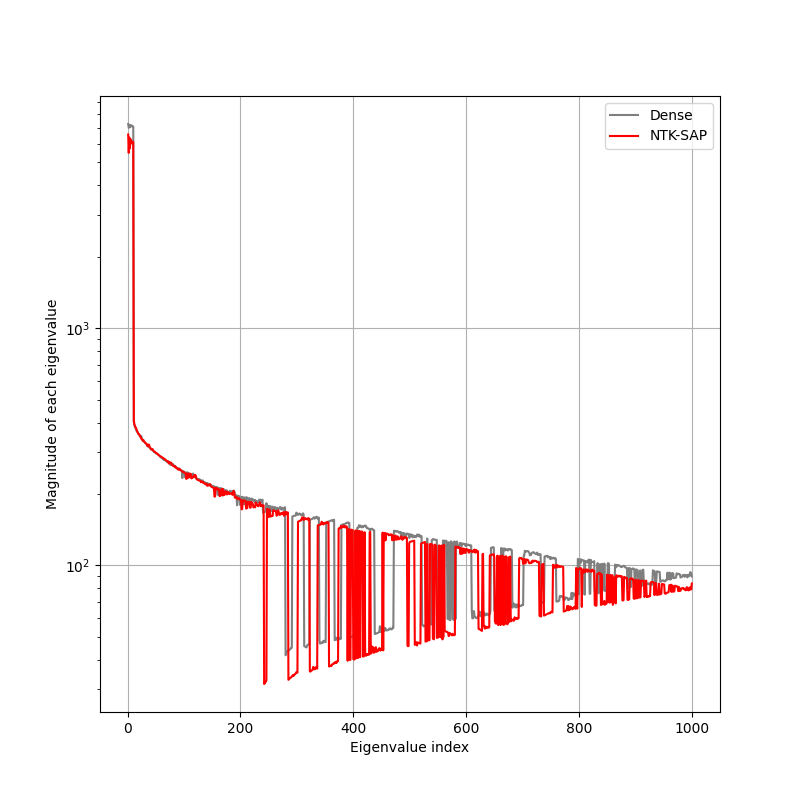 Dense
NTK-SAP
Magnitude of each eigenvalue
10³
10²
0 200 400 600 800 1000
Eigenvalue index